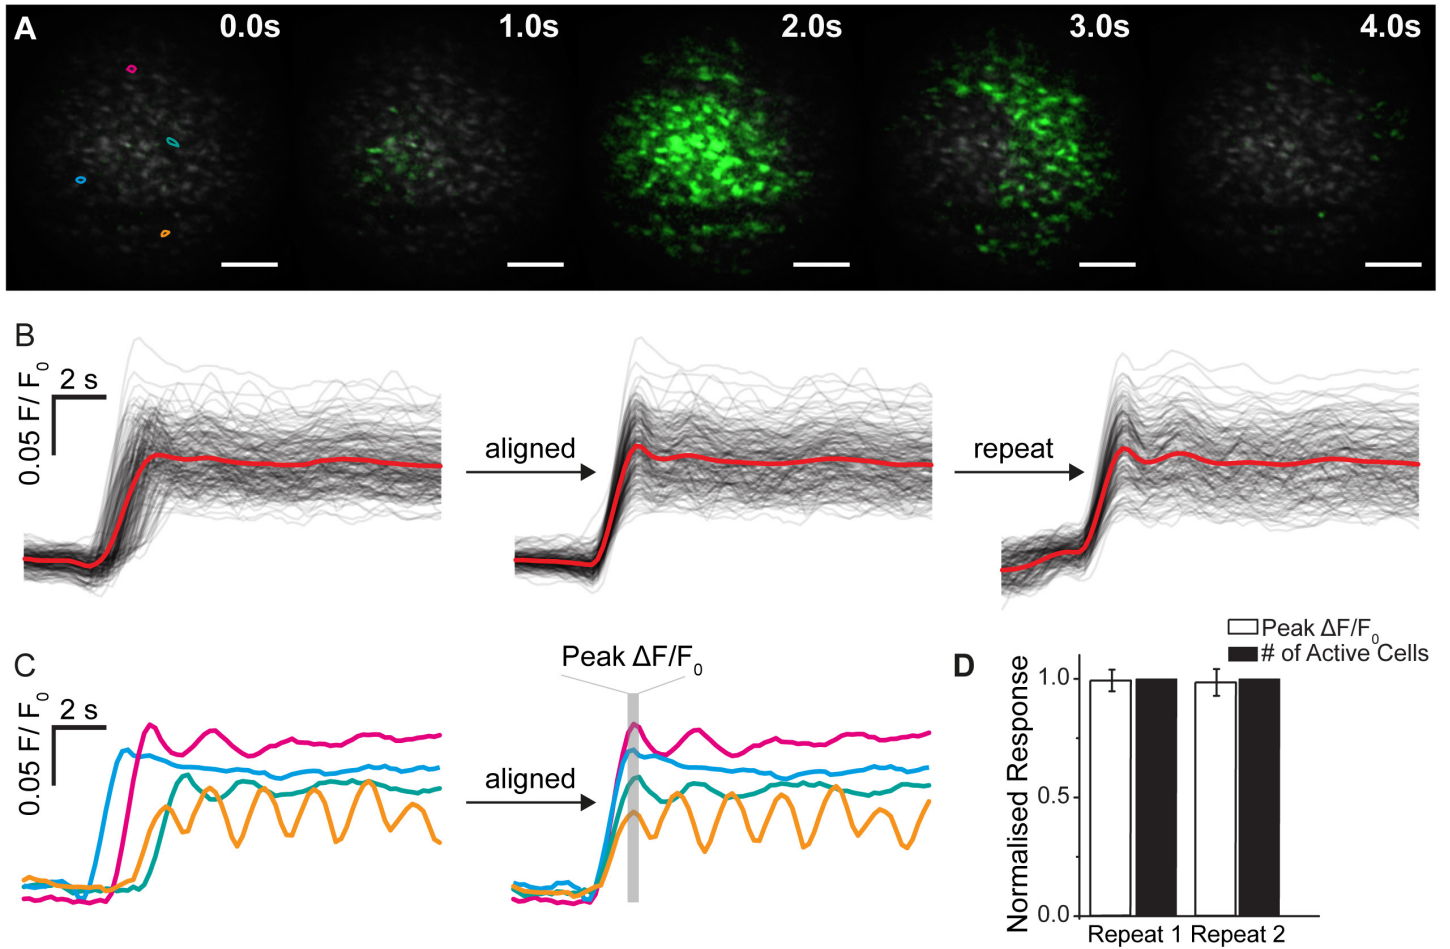 A 0.0s 1.0s 2.0s 3.0s 4.0s
B
0.05 F/ F0
2 s
aligned
repeat
C
0.05 F/ F0
2 s
aligned
Peak ΔF/F0
D
Peak ΔF/F0
# of Active Cells
Normalised Response
1.0
0.5
0.0
Repeat 1 Repeat 2